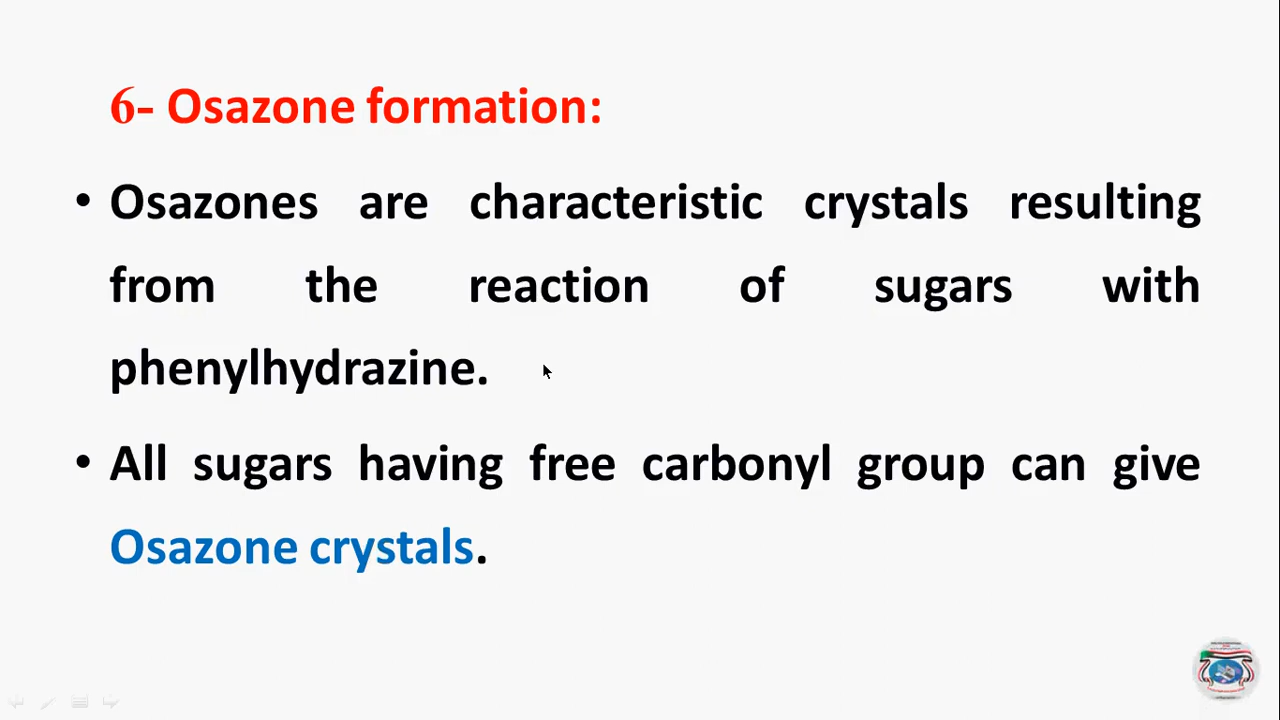 6- Osazone formation:
• Osazones are characteristic crystals resulting
from the reaction of sugars with
phenylhydrazine.
• All sugars having free carbonyl group can give
Osazone crystals.